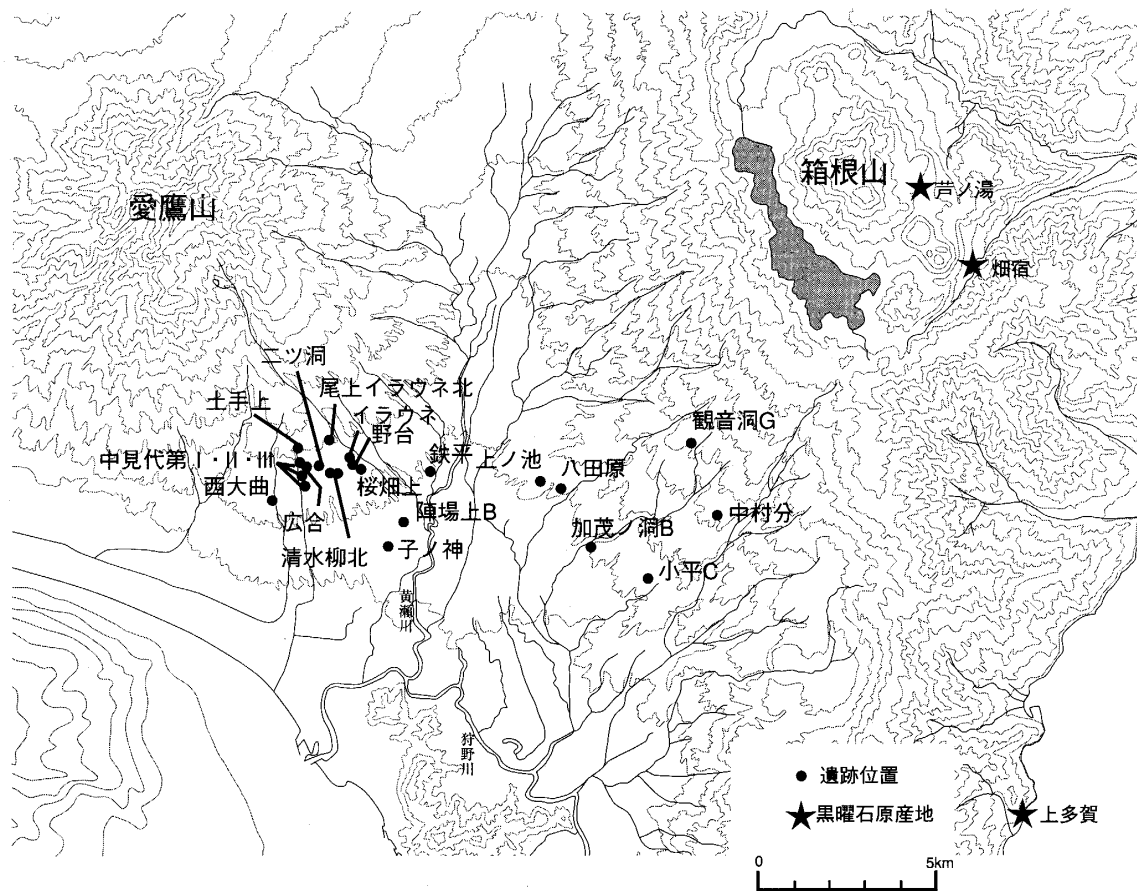 愛鷹山
箱根山
芦ノ湯
畑宿
二ツ洞
尾上イラウネ北
土手上
イラウネ
野台
観音洞G
中見代第Ⅰ・Ⅱ・Ⅲ
鉄平
上ノ池
八田原
西大曲
桜畑上
広合
陣場上B
加茂ノ洞B
中村分
清水柳北
子ノ神
小平C
黄瀬川
狩野川
遺跡位置
黒曜石原産地
上多賀
0 5km